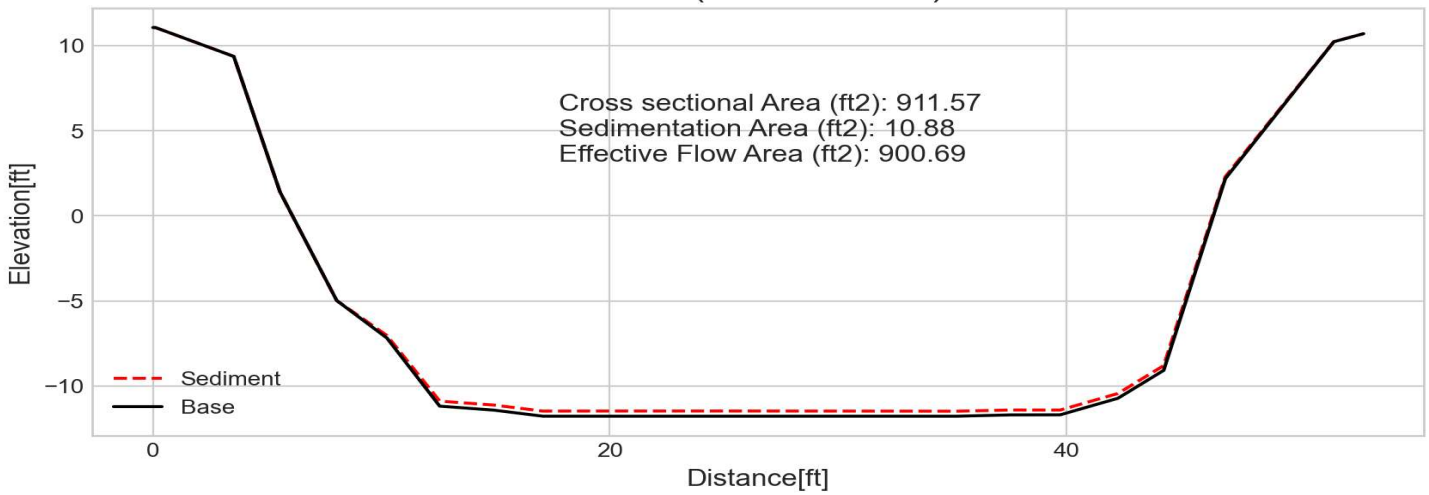 10
5
0
−5
−10
Elevation[ft]
Cross sectional Area (ft2): 911.57
Sedimentation Area (ft2): 10.88
Effective Flow Area (ft2): 900.69
Sediment
Base
0
20
40
Distance[ft]